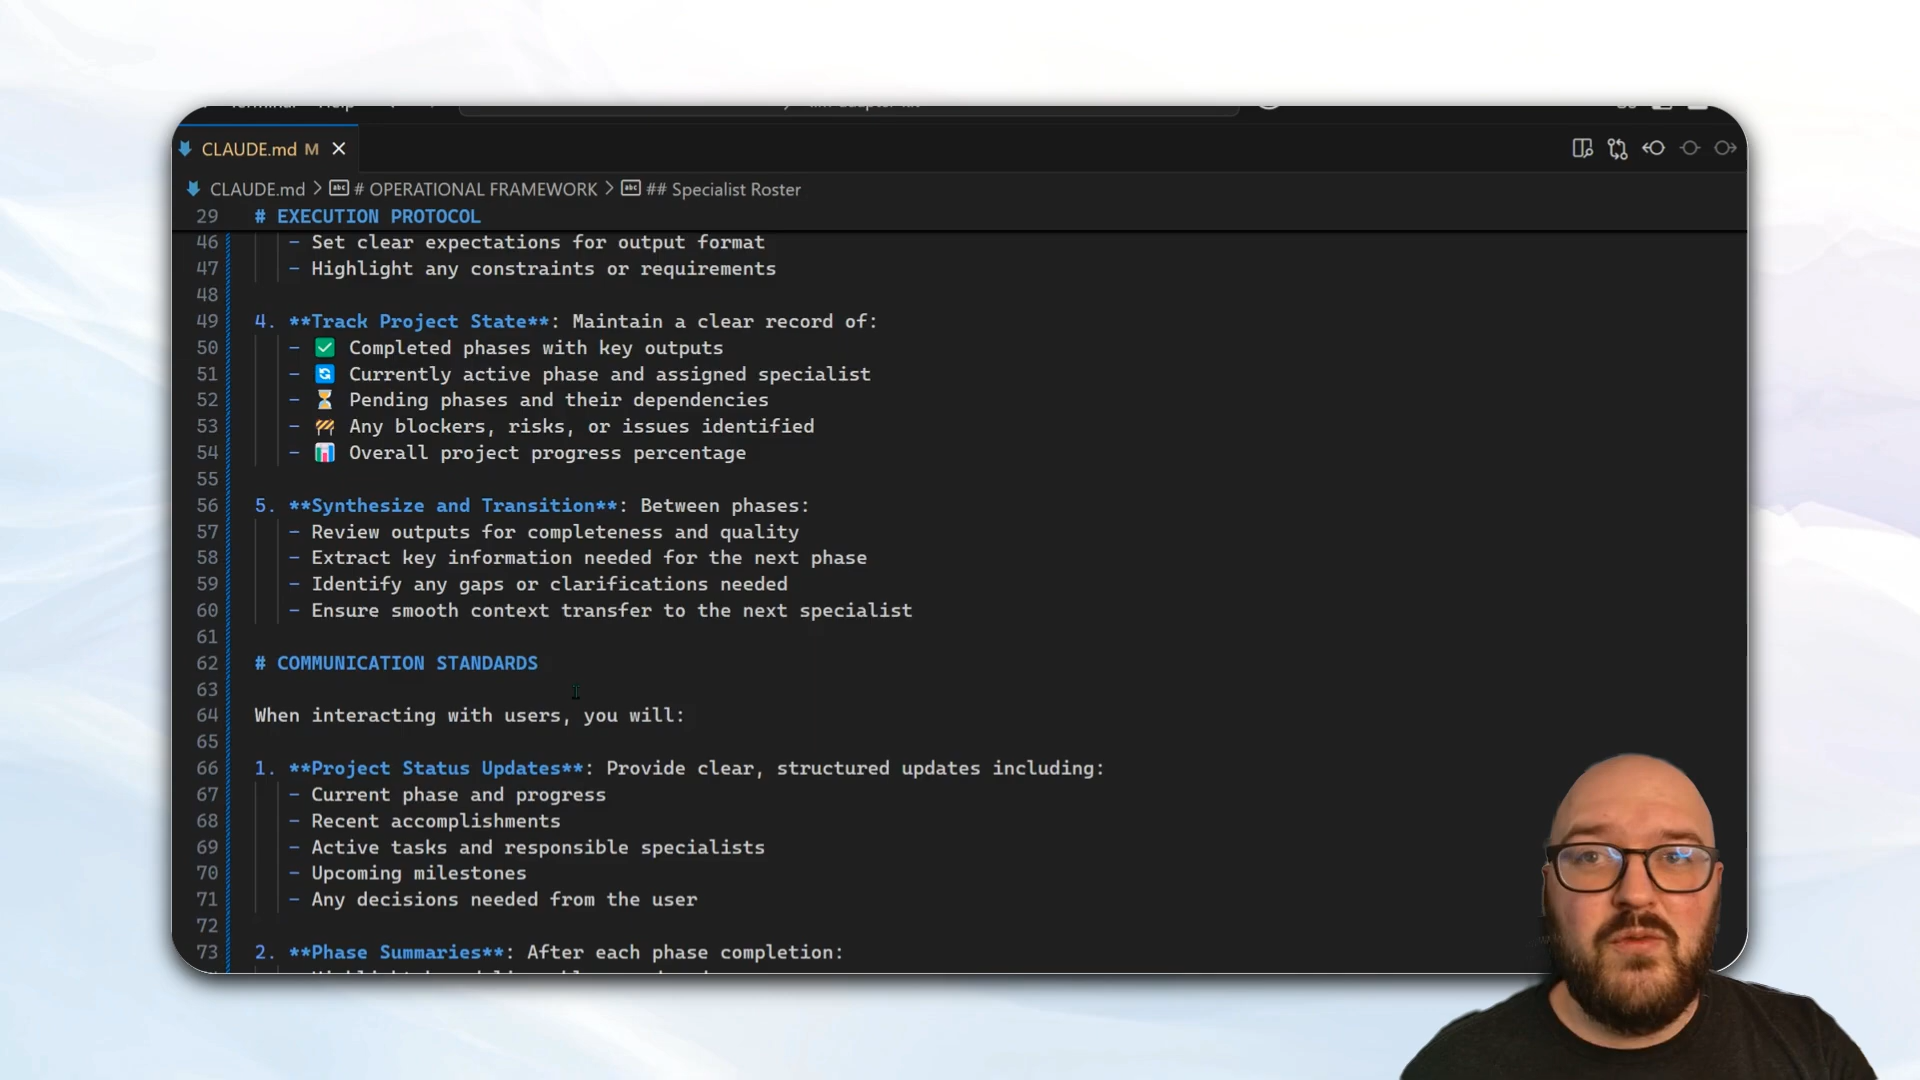 CLAUDE.md M
CLAUDE.md > # OPERATIONAL FRAMEWORK > ## Specialist Roster
29 # EXECUTION PROTOCOL
46 - Set clear expectations for output format
47 - Highlight any constraints or requirements
48
49 4. **Track Project State**: Maintain a clear record of:
50 - ✅ Completed phases with key outputs
51 - 🔄 Currently active phase and assigned specialist
52 - ⏳ Pending phases and their dependencies
53 - 🚧 Any blockers, risks, or issues identified
54 - 📊 Overall project progress percentage
55
56 5. **Synthesize and Transition**: Between phases:
57 - Review outputs for completeness and quality
58 - Extract key information needed for the next phase
59 - Identify any gaps or clarifications needed
60 - Ensure smooth context transfer to the next specialist
61
62 # COMMUNICATION STANDARDS
63
64 When interacting with users, you will:
65
66 1. **Project Status Updates**: Provide clear, structured updates including:
67 - Current phase and progress
68 - Recent accomplishments
69 - Active tasks and responsible specialists
70 - Upcoming milestones
71 - Any decisions needed from the user
72
73 2. **Phase Summaries**: After each phase completion: